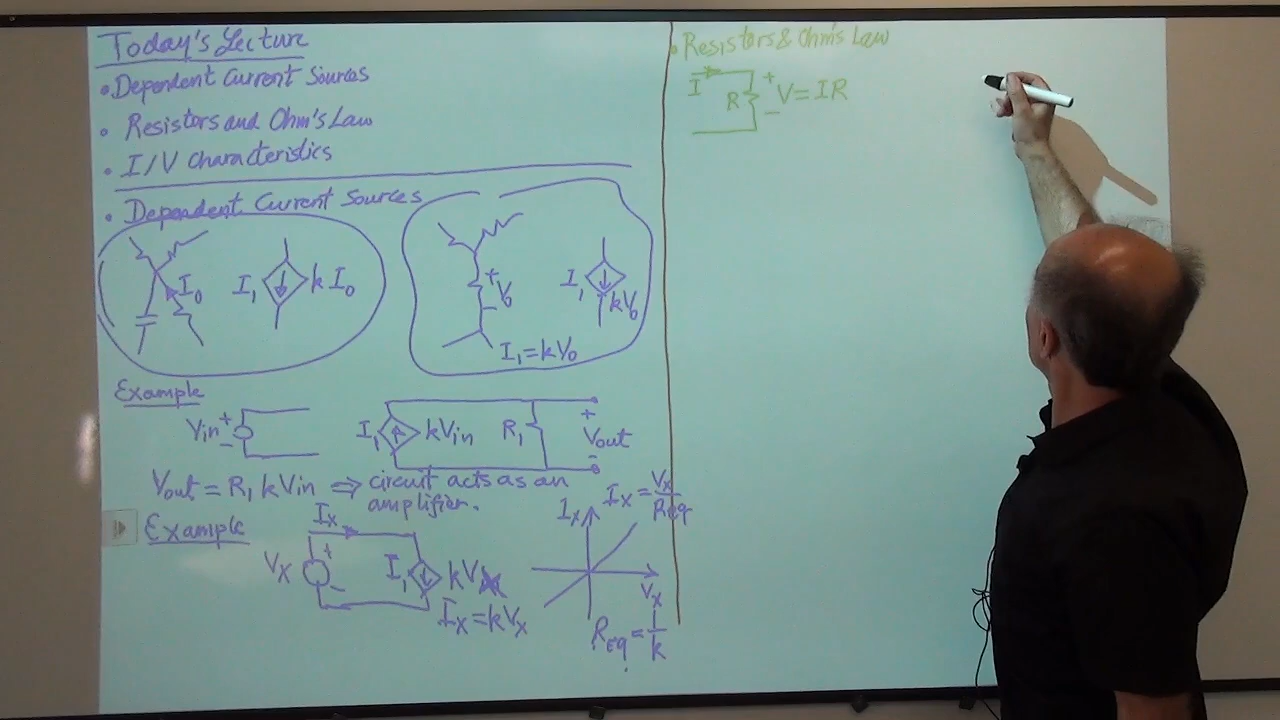 Today's Lecture
• Dependent Current Sources
• Resistors and Ohm's Law
• I/V Characteristics
• Dependent Current Sources
I0 I1 kI0
+ V0 − I1 kV0
I1 = kV0
Example
Vin + − I1 kVin R1 + Vout −
Vout = R1 kVin ⇒ circuit acts as an
amplifier.
Example
Ix
Vx + − I1 kVx
Ix = kVx
Ix Ix = Vx/Req
Vx
Req = 1/k
• Resistors & Ohm's Law
I R + − V = IR